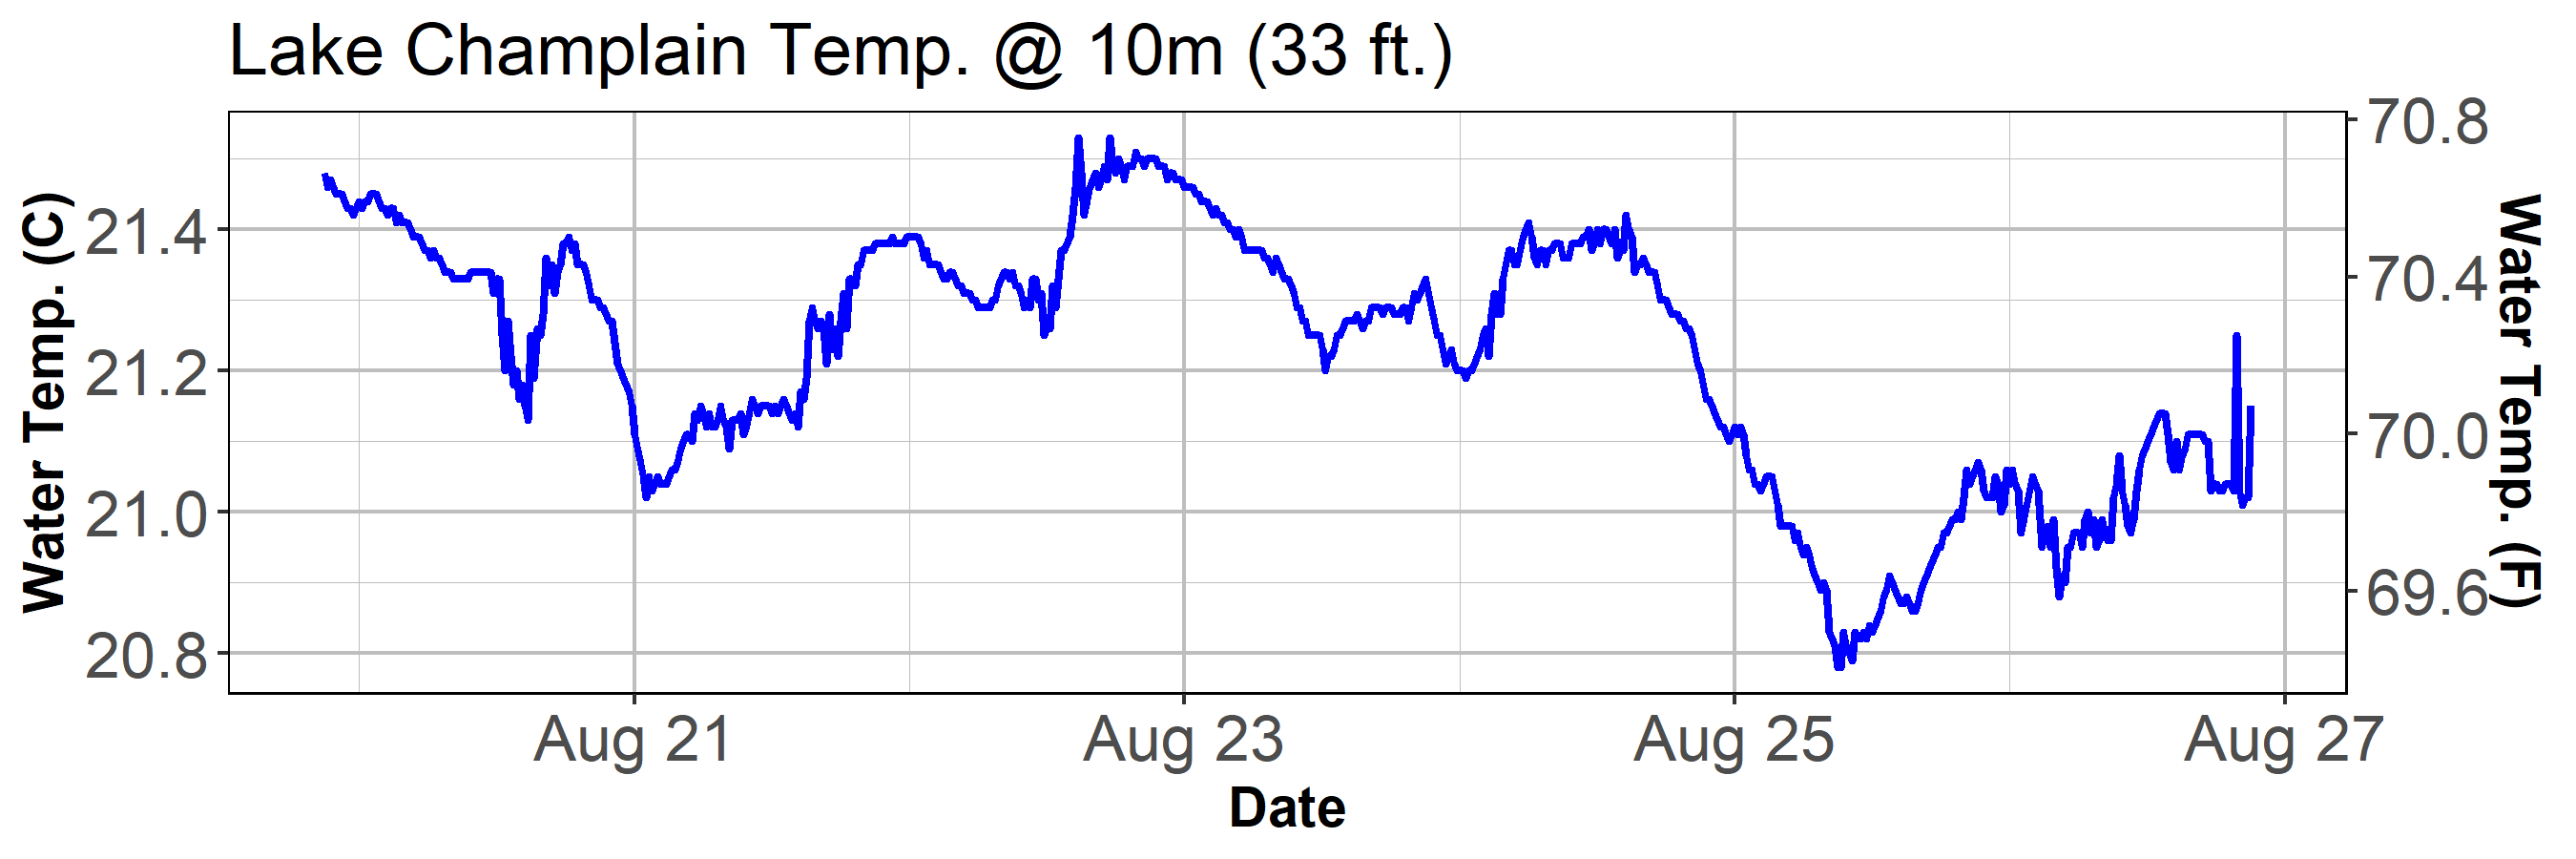 Lake Champlain Temp. @ 10m (33 ft.)
Water Temp. (C)
21.4
21.2
21.0
20.8
70.8
70.4
70.0
69.6
Water Temp. (F)
Aug 21
Aug 23
Aug 25
Aug 27
Date